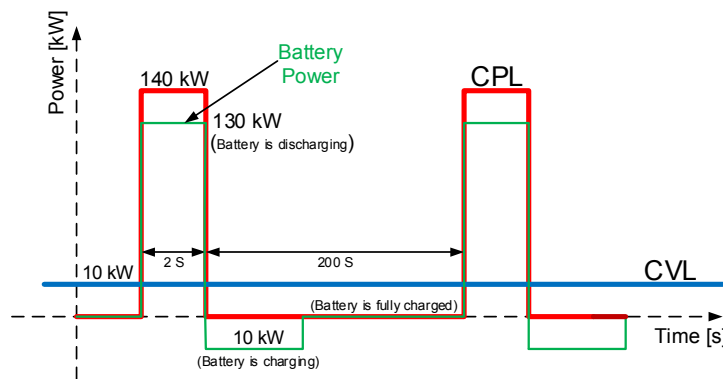 Power [kW]
Battery
Power
140 kW
CPL
130 kW
(Battery is discharging)
2 S
200 S
10 kW
CVL
(Battery is fully charged)
10 kW
(Battery is charging)
Time [s]